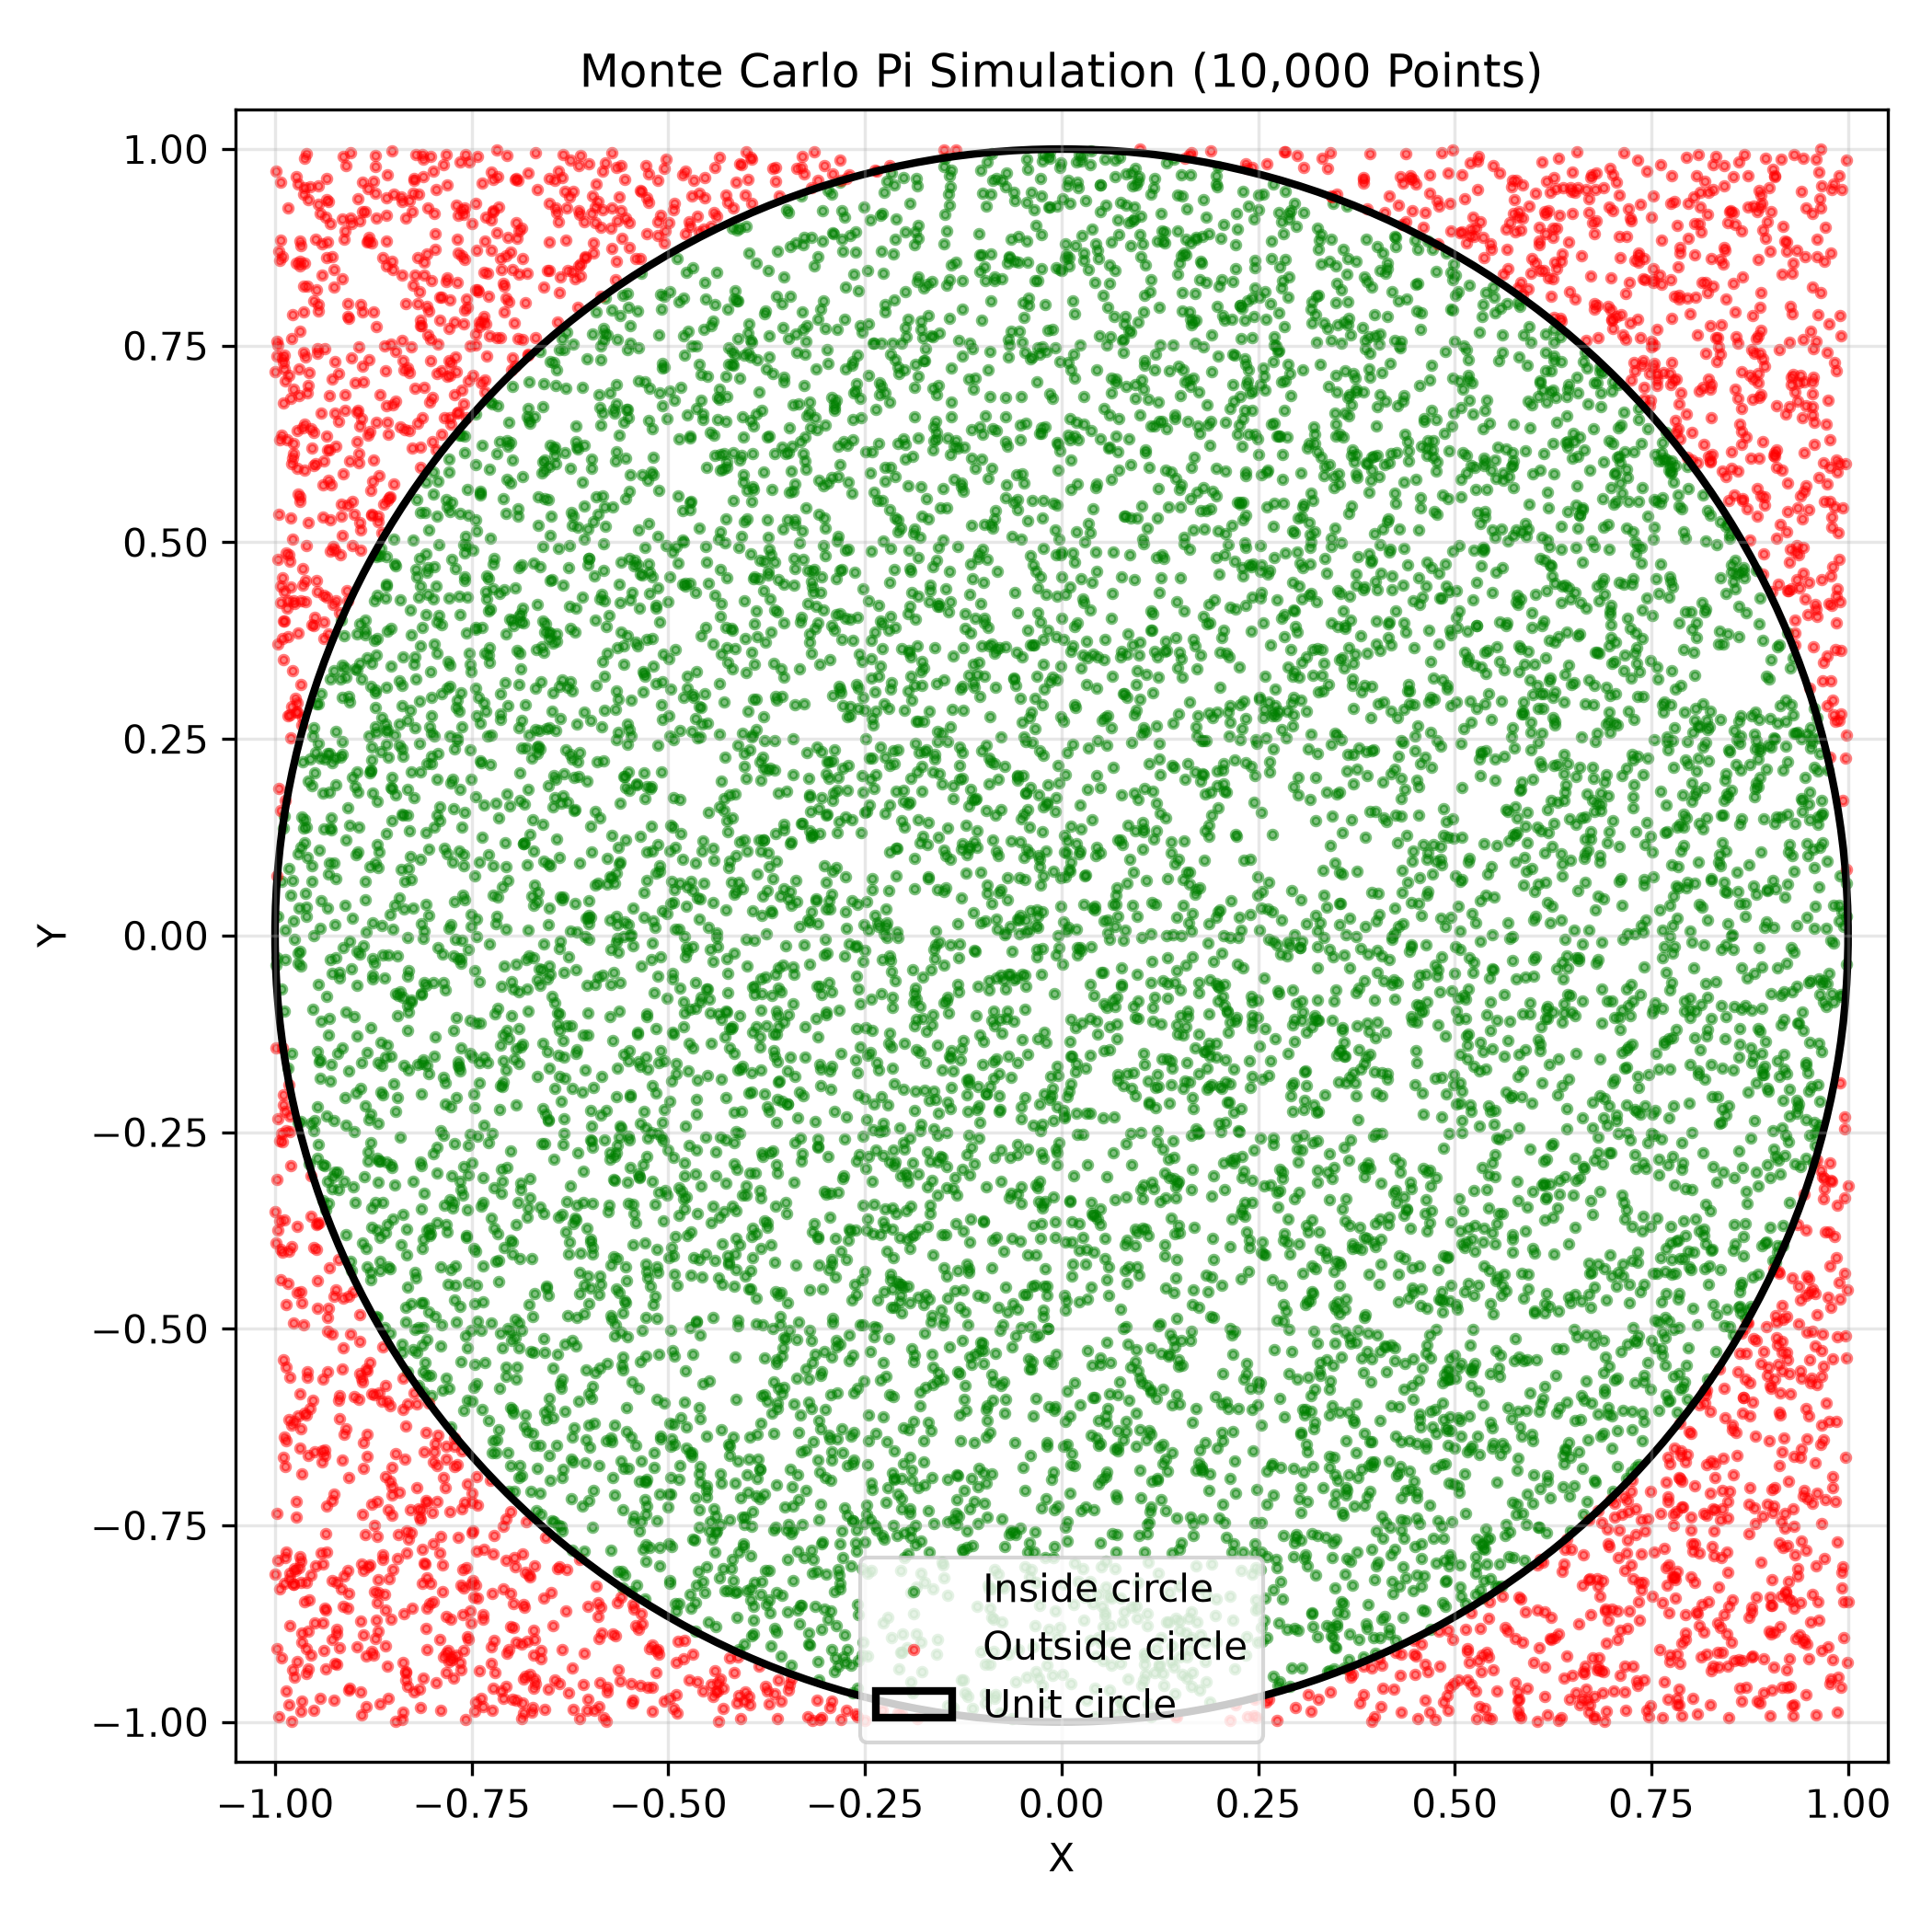 Monte Carlo Pi Simulation (10,000 Points)
1.00
0.75
0.50
0.25
0.00
−0.25
−0.50
−0.75
−1.00
Y
Inside circle
Outside circle
Unit circle
−1.00 −0.75 −0.50 −0.25 0.00 0.25 0.50 0.75 1.00
X